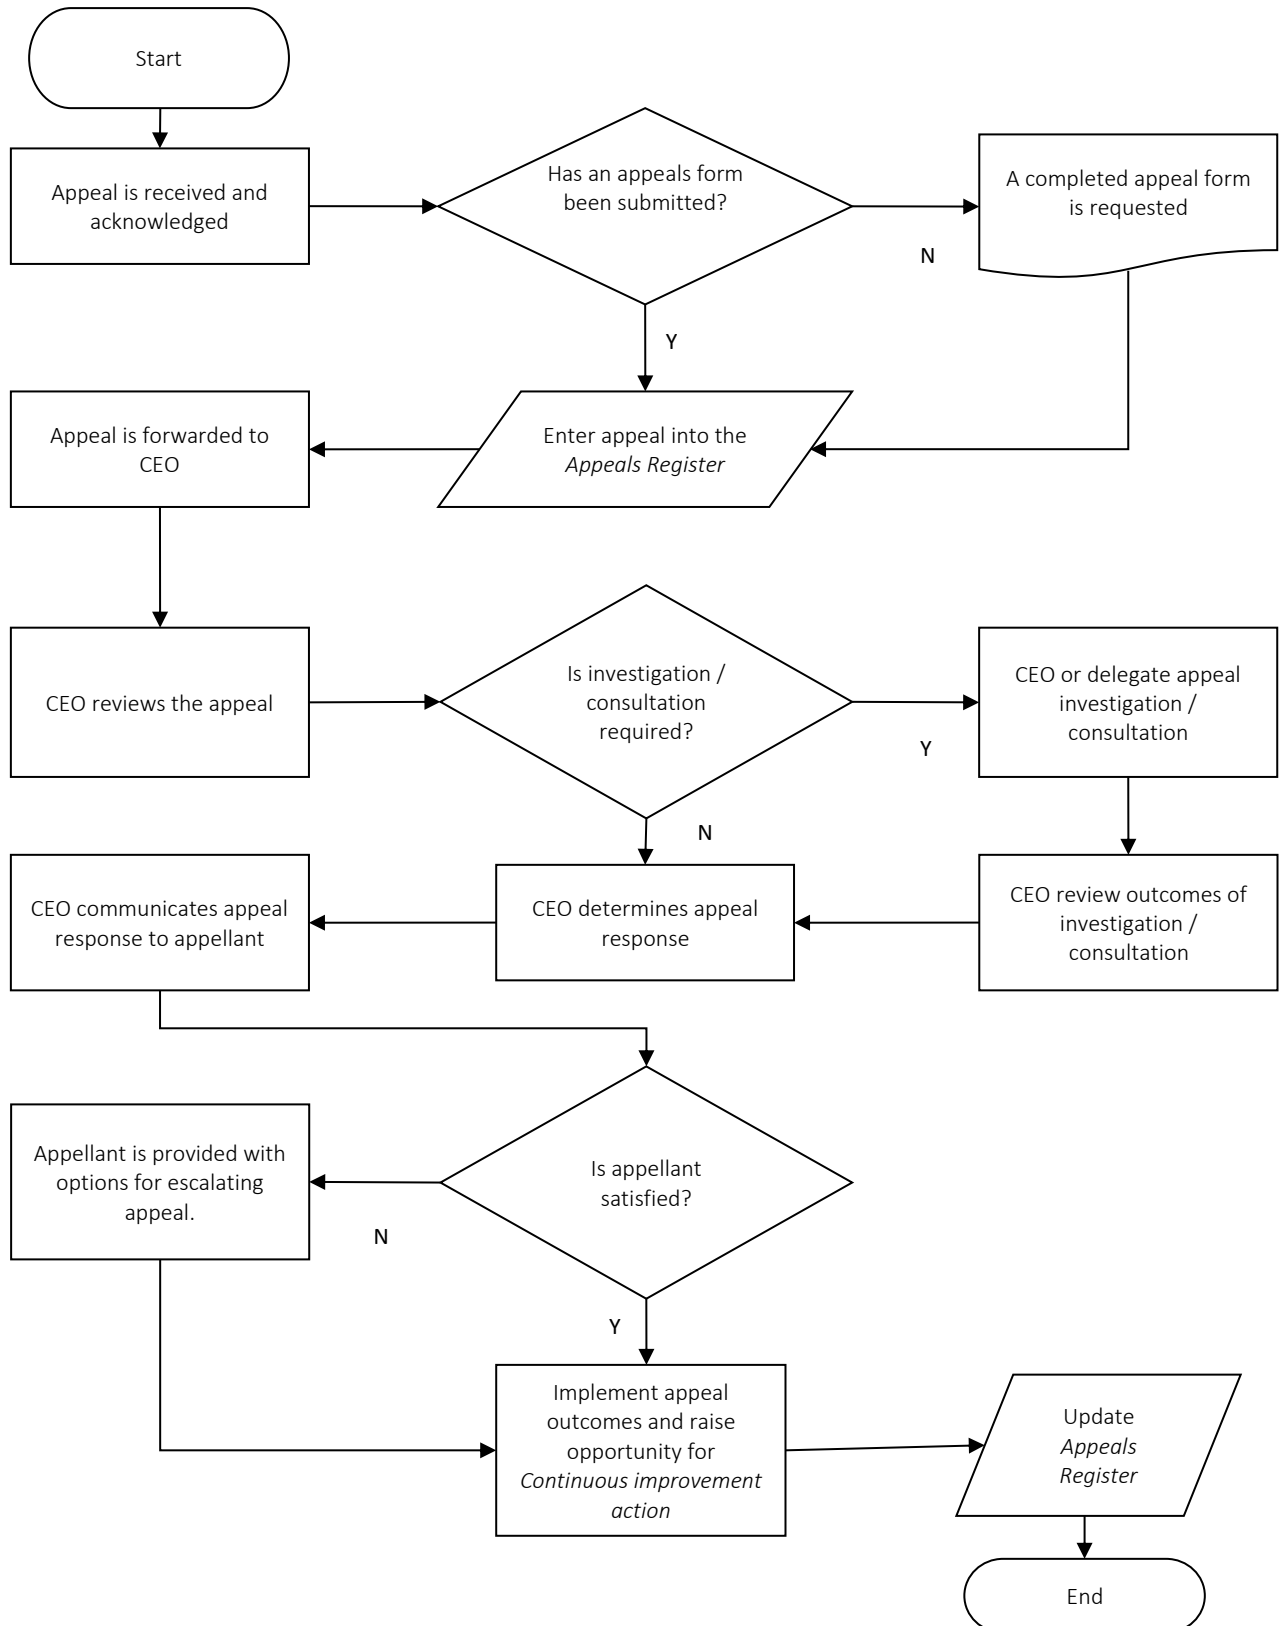 Start
Appeal is received and
acknowledged
Has an appeals form
been submitted?
N
A completed appeal form
is requested
Y
Enter appeal into the
Appeals Register
Appeal is forwarded to
CEO
CEO reviews the appeal
Is investigation /
consultation
required?
Y
CEO or delegate appeal
investigation /
consultation
N
CEO review outcomes of
investigation /
consultation
CEO determines appeal
response
CEO communicates appeal
response to appellant
Is appellant
satisfied?
N
Appellant is provided with
options for escalating
appeal.
Y
Implement appeal
outcomes and raise
opportunity for
Continuous improvement
action
Update
Appeals
Register
End